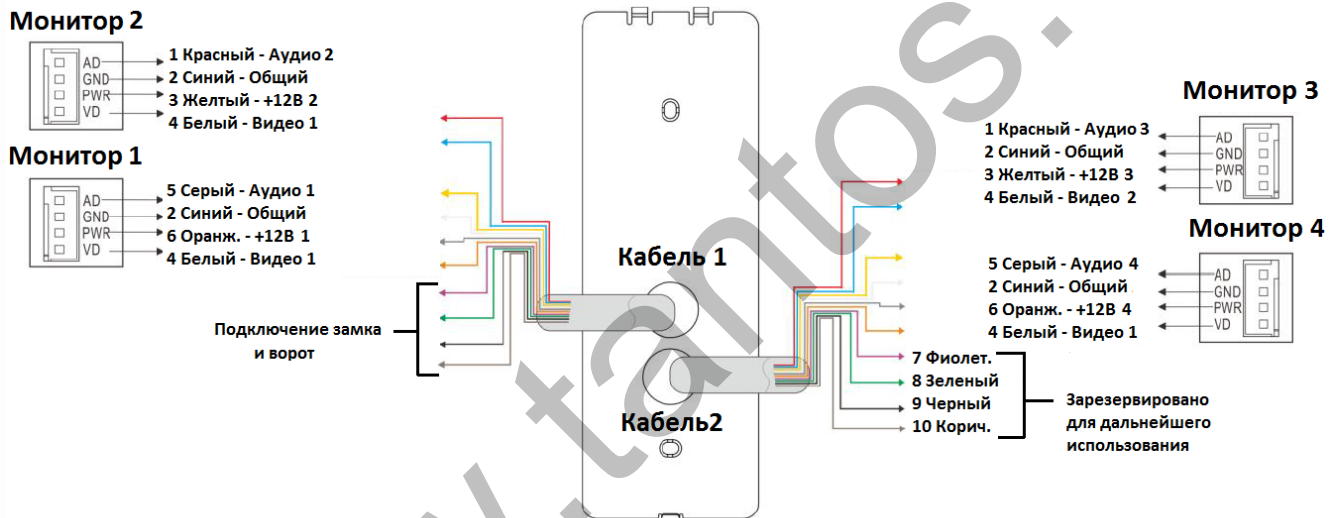 Монитор 2
AD
GND
PWR
VD
1 Красный - Аудио 2
2 Синий - Общий
3 Желтый - +12В 2
4 Белый - Видео 1
Монитор 1
AD
GND
PWR
VD
5 Серый - Аудио 1
2 Синий - Общий
6 Оранж. - +12В 1
4 Белый - Видео 1
Подключение замка
и ворот
Кабель 1
Кабель2
Монитор 3
1 Красный - Аудио 3
2 Синий - Общий
3 Желтый - +12В 3
4 Белый - Видео 2
AD
GND
PWR
VD
Монитор 4
5 Серый - Аудио 4
2 Синий - Общий
6 Оранж. - +12В 4
4 Белый - Видео 1
AD
GND
PWR
VD
7 Фиолет.
8 Зеленый
9 Черный
10 Корич.
Зарезервировано
для дальнейшего
использования
.tantos.